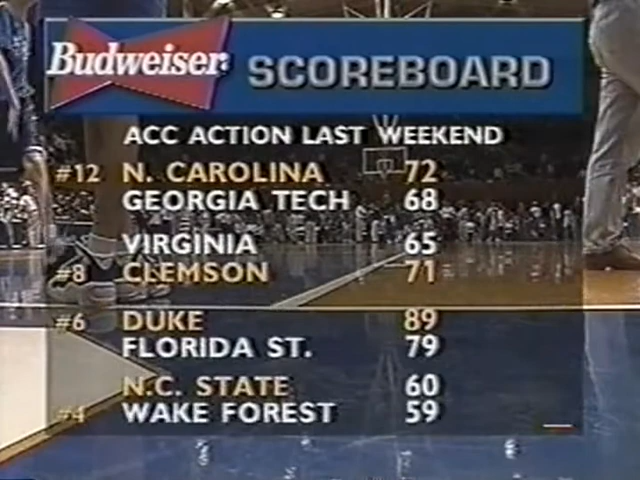 Budweiser SCOREBOARD
ACC ACTION LAST WEEKEND
#12 N. CAROLINA 72
GEORGIA TECH 68
VIRGINIA 65
#8 CLEMSON 71
#6 DUKE 89
FLORIDA ST. 79
N.C. STATE 60
#4 WAKE FOREST 59